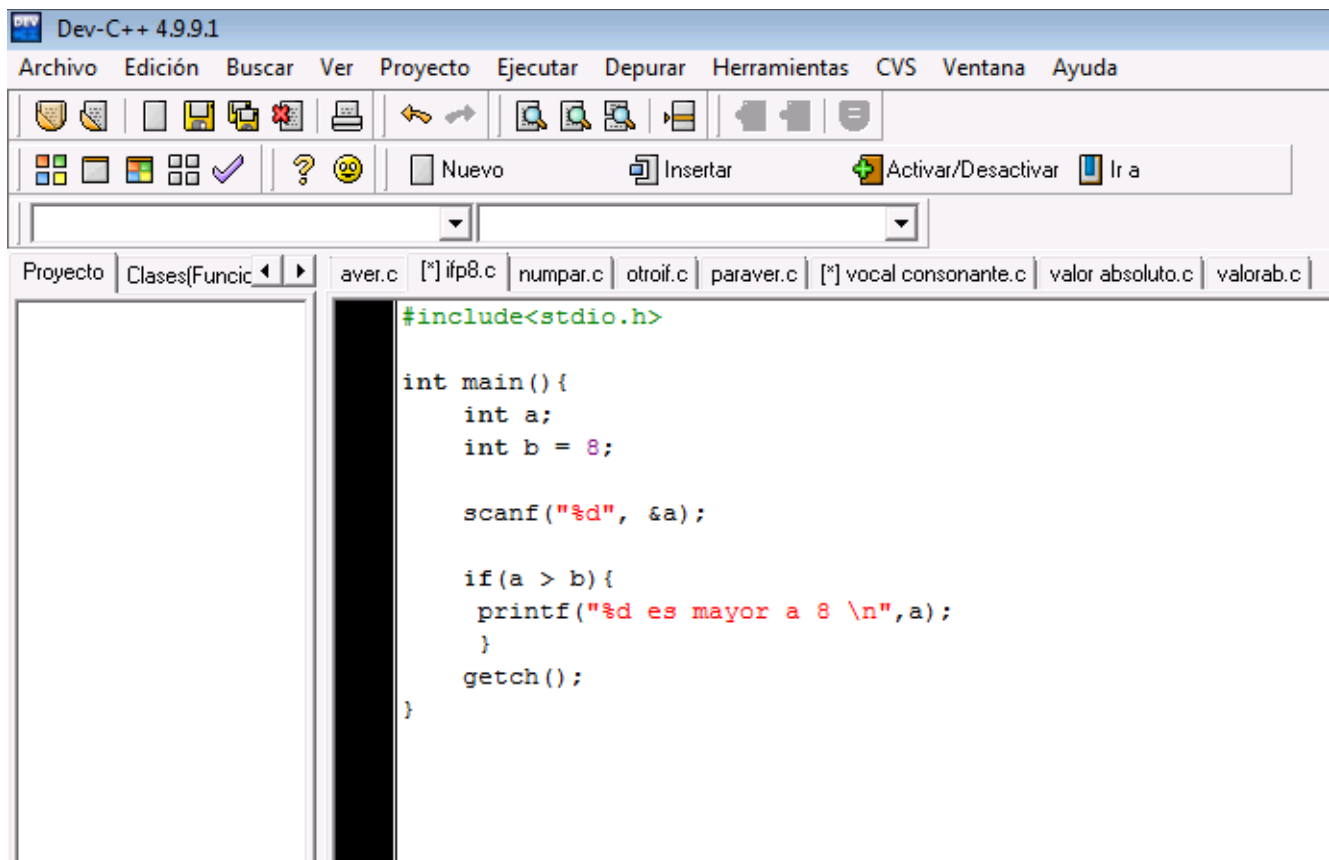 Dev-C++ 4.9.9.1
Archivo Edición Buscar Ver Proyecto Ejecutar Depurar Herramientas CVS Ventana Ayuda
Nuevo Insertar Activar/Desactivar Ir a
Proyecto Clases(Funcic aver.c [*] ifp8.c numpar.c otroif.c paraver.c [*] vocal consonante.c valor absoluto.c valorab.c
#include<stdio.h>
int main(){
int a;
int b = 8;
scanf("%d", &a);
if(a > b){
printf("%d es mayor a 8 \n",a);
}
getch();
}